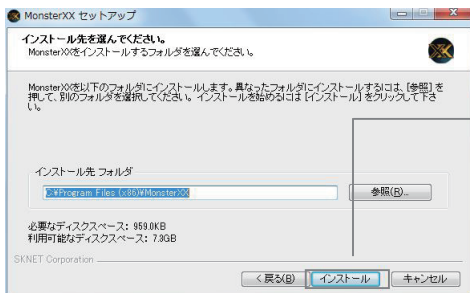 MonsterXX セットアップ
インストール先を選んでください。
MonsterXXをインストールするフォルダを選んでください。
MonsterXXを以下のフォルダにインストールします。異なったフォルダにインストールするには、[参照]を
押して、別のフォルダを選択してください。インストールを始めるには [インストール] をクリックして下さ
い。
インストール先 フォルダ
C:¥Program Files (x86)¥MonsterXX
参照(R)...
必要なディスクスペース: 959.0KB
利用可能なディスクスペース: 7.9GB
SKNET Corporation
< 戻る(B)
インストール
キャンセル